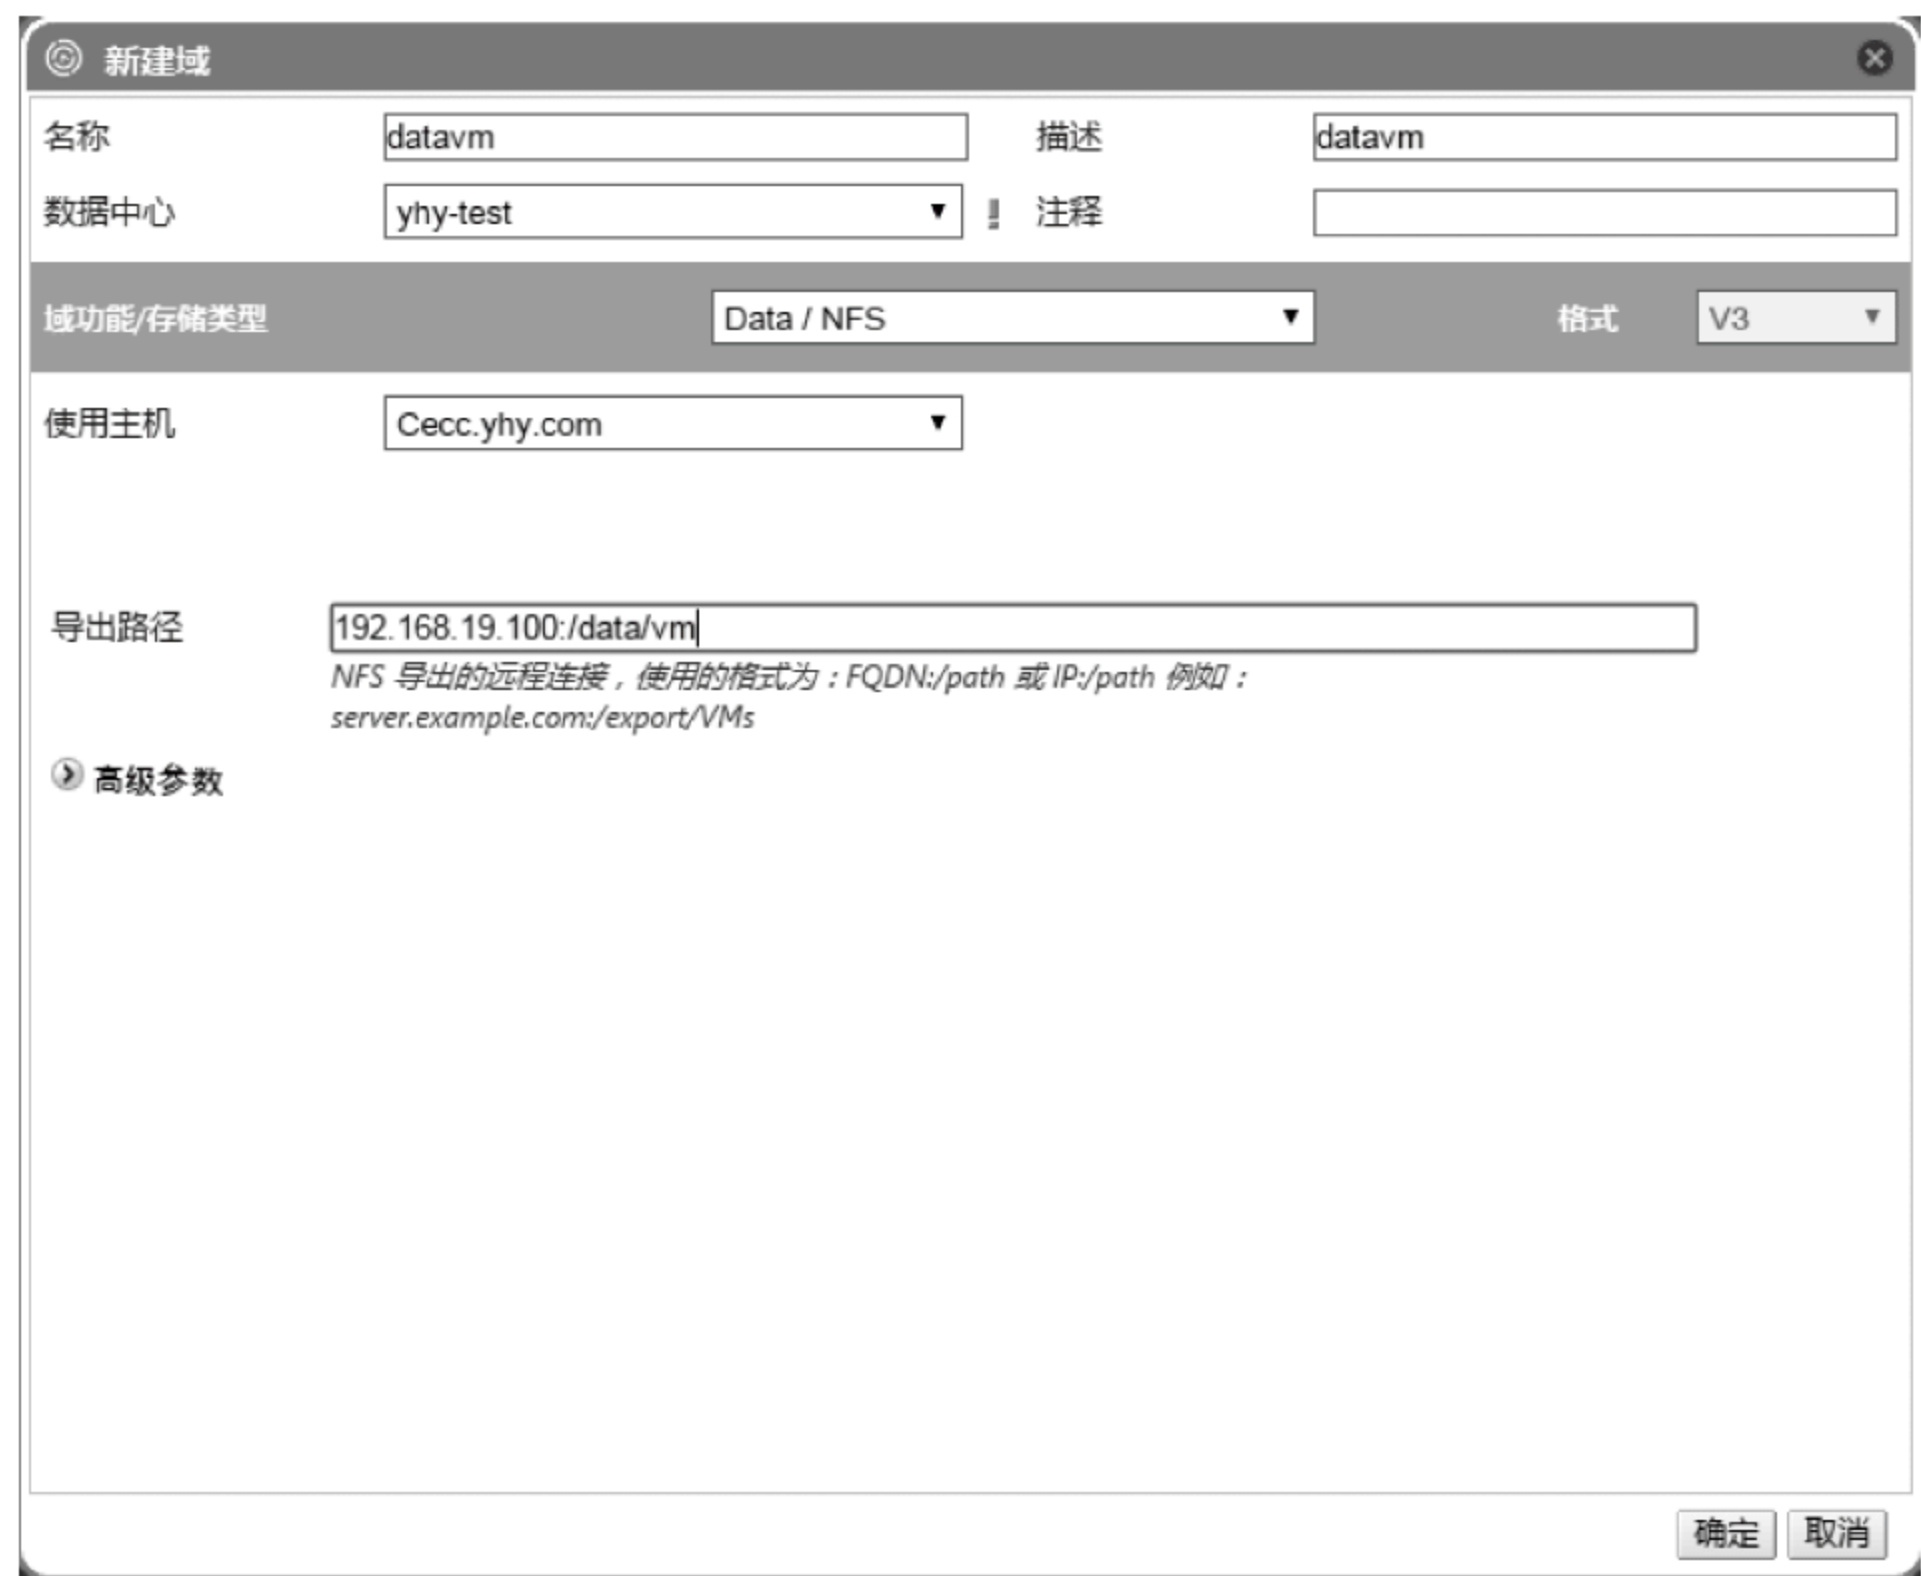 新建域
名称 datavm 描述 datavm
数据中心 yhy-test 注释
域功能/存储类型 Data / NFS 格式 V3
使用主机 Cecc.yhy.com
导出路径 192.168.19.100:/data/vm
NFS 导出的远程连接，使用的格式为：FQDN:/path 或 IP:/path 例如：
server.example.com:/export/VMs
高级参数
确定 取消